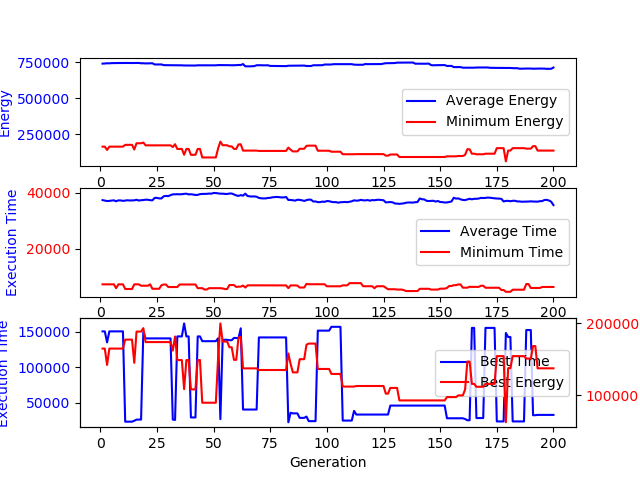 750000
500000
250000
Energy
Average Energy
Minimum Energy
0 25 50 75 100 125 150 175 200
40000
20000
Execution Time
Average Time
Minimum Time
0 25 50 75 100 125 150 175 200
150000
100000
50000
Execution Time
Best Time
Best Energy
200000
100000
0 25 50 75 100 125 150 175 200
Generation